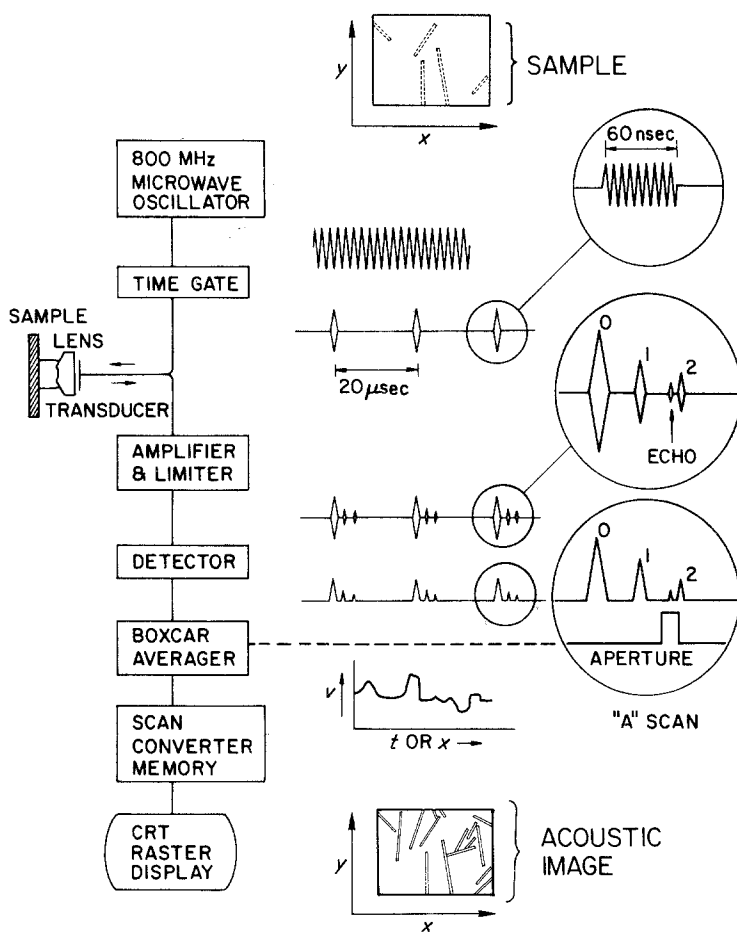 y
x
SAMPLE
800 MHz
MICROWAVE
OSCILLATOR
60 nsec
TIME GATE
20 μsec
SAMPLE
LENS
TRANSDUCER
0
1
2
ECHO
AMPLIFIER
& LIMITER
DETECTOR
0
1
2
BOXCAR
AVERAGER
APERTURE
"A" SCAN
v
t OR x →
SCAN
CONVERTER
MEMORY
CRT
RASTER
DISPLAY
y
x
ACOUSTIC
IMAGE